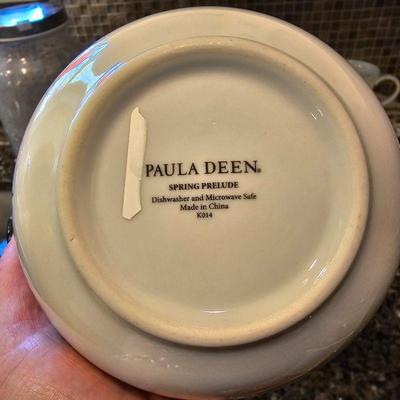 PAULA DEEN®
SPRING PRELUDE
Dishwasher and Microwave Safe
Made in China
K014